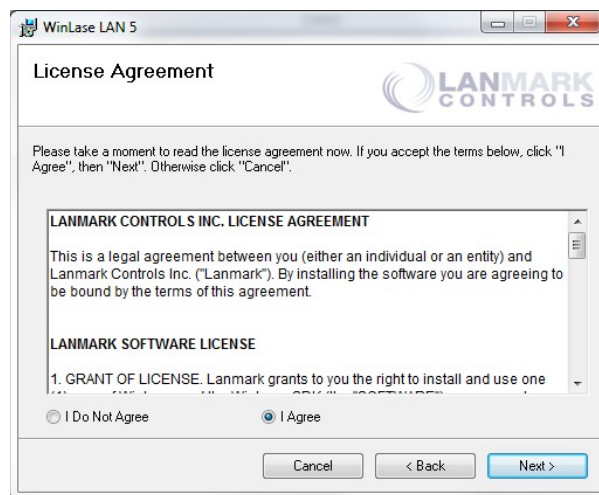 WinLase LAN 5
License Agreement
LANMARK
CONTROLS
Please take a moment to read the license agreement now. If you accept the terms below, click "I
Agree", then "Next". Otherwise click "Cancel".
LANMARK CONTROLS INC. LICENSE AGREEMENT
This is a legal agreement between you (either an individual or an entity) and
Lanmark Controls Inc. ("Lanmark"). By installing the software you are agreeing to
be bound by the terms of this agreement.
LANMARK SOFTWARE LICENSE
1. GRANT OF LICENSE. Lanmark grants to you the right to install and use one
I Do Not Agree
I Agree
Cancel
< Back
Next >